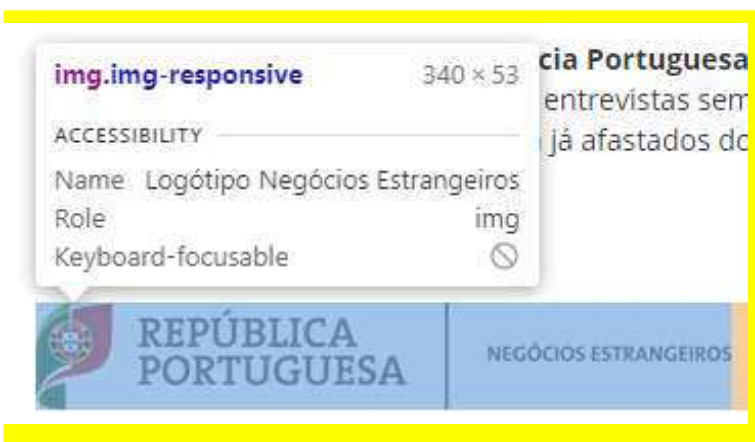 img.img-responsive 340 × 53
cia Portuguesa
entrevistas sem
ACCESSIBILITY
já afastados do
Name Logótipo Negócios Estrangeiros
Role img
Keyboard-focusable
REPÚBLICA
PORTUGUESA
NEGÓCIOS ESTRANGEIROS